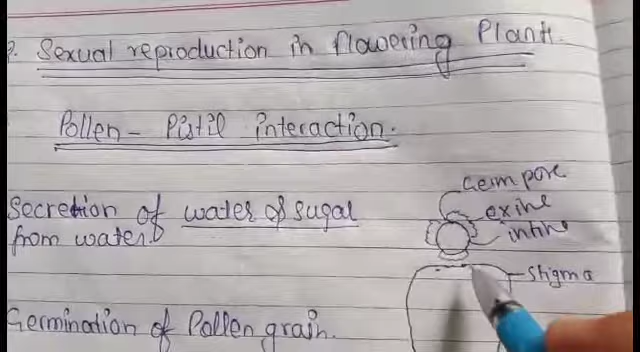 2. Sexual reproduction in flowering Plant.
Pollen - Pistil interaction.
Germ pore
exine
intine
Secretion of water of sugar
from water.
Stigma
Germination of Pollen grain.